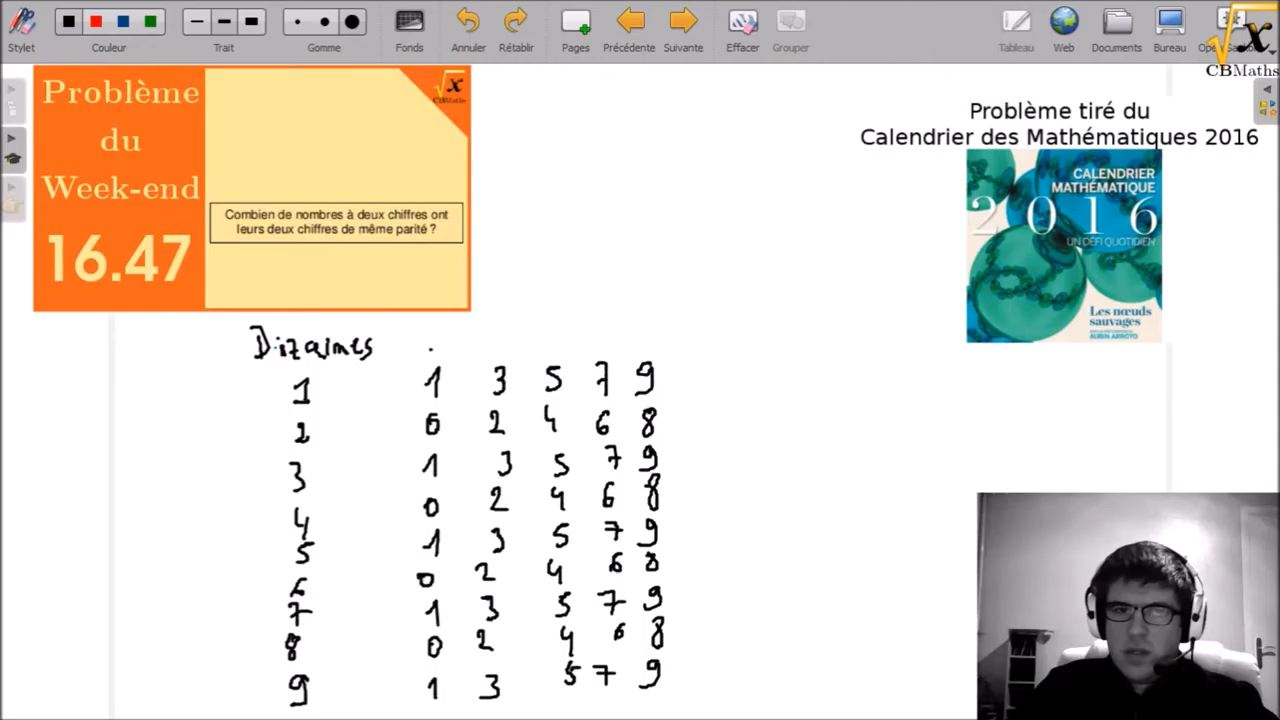 Stylet Couleur Trait Gomme Fonds Annuler Rétablir Pages Précédente Suivante Effacer Grouper Tableau Web Documents Bureau
√x
CBMaths
Problème
du
Week-end
16.47
√x
CBMaths
Combien de nombres à deux chiffres ont
leurs deux chiffres de même parité ?
Problème tiré du
Calendrier des Mathématiques 2016
CALENDRIER
MATHÉMATIQUE
2016
UN DÉFI QUOTIDIEN
Les nœuds
sauvages
AUBIN ARROYO
Dizaines
1 1 3 5 7 9
2 0 2 4 6 8
3 1 3 5 7 9
4 0 2 4 6 8
5 1 3 5 7 9
6 0 2 4 6 8
7 1 3 5 7 9
8 0 2 4 6 8
9 1 3 5 7 9